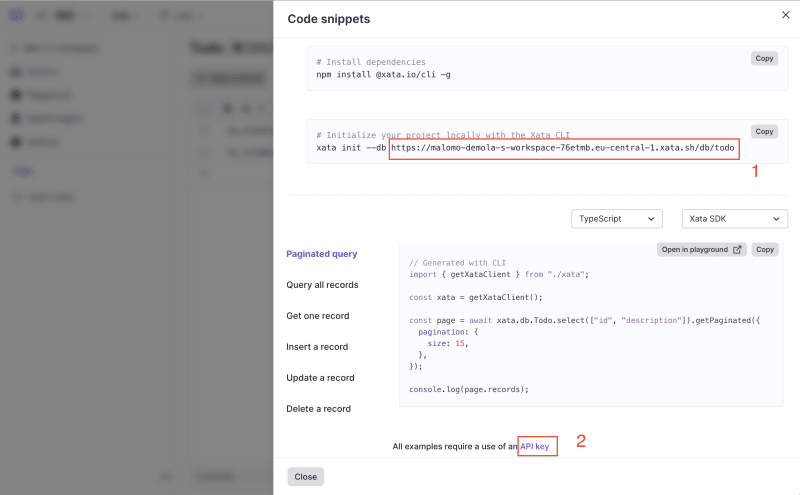 Code snippets
# Install dependencies
Copy
npm install @xata.io/cli -g
# Initialize your project locally with the Xata CLI
Copy
xata init --db https://malomo-demola-s-workspace-76etmb.eu-central-1.xata.sh/db/todo
1
TypeScript
Xata SDK
Open in playground
Copy
Paginated query
Query all records
Get one record
Insert a record
Update a record
Delete a record
// Generated with CLI
import { getXataClient } from "./xata";
const xata = getXataClient();
const page = await xata.db.Todo.select(["id", "description"]).getPaginated({
pagination: {
size: 15,
},
});
console.log(page.records);
All examples require a use of an API key
2
Close